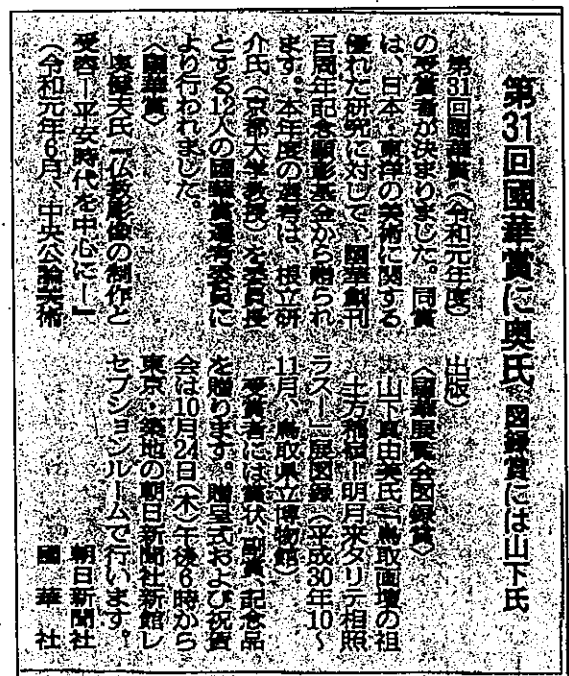 第31回國華賞に奥氏 図録賞には山下氏
第31回國華賞(令和元年度)
の受賞者が決まりました。同賞
は、日本・東洋の美術に関する
優れた研究に対して、國華創刊
百周年記念顕彰基金から贈られ
ます。本年度の選考は、根立研
介氏(京都大学教授)を委員長
とする12人の國華賞選考委員に
より行われました。
〈國華賞〉
奥健夫氏『仏教彫像の制作と
受容―平安時代を中心に―』
(令和元年6月、中央公論美術
出版)
〈國華展覧会図録賞〉
山下真由美氏「鳥取画壇の祖
土方稲嶺―明月来タリテ相照
ラス―」展図録(平成30年10〜
11月、鳥取県立博物館)
受賞者には賞状、副賞、記念品
を贈ります。贈呈式および祝賀
会は10月24日(木)午後6時から
東京・築地の朝日新聞社新館レ
セプションルームで行います。
朝日新聞社
國華社